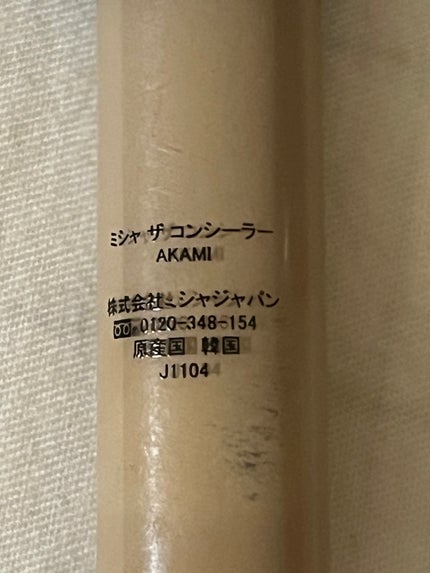 ミシャ ザ コンシーラー
AKAMI
株式会社ミシャジャパン
0120-348-154
原産国 韓国
J1104